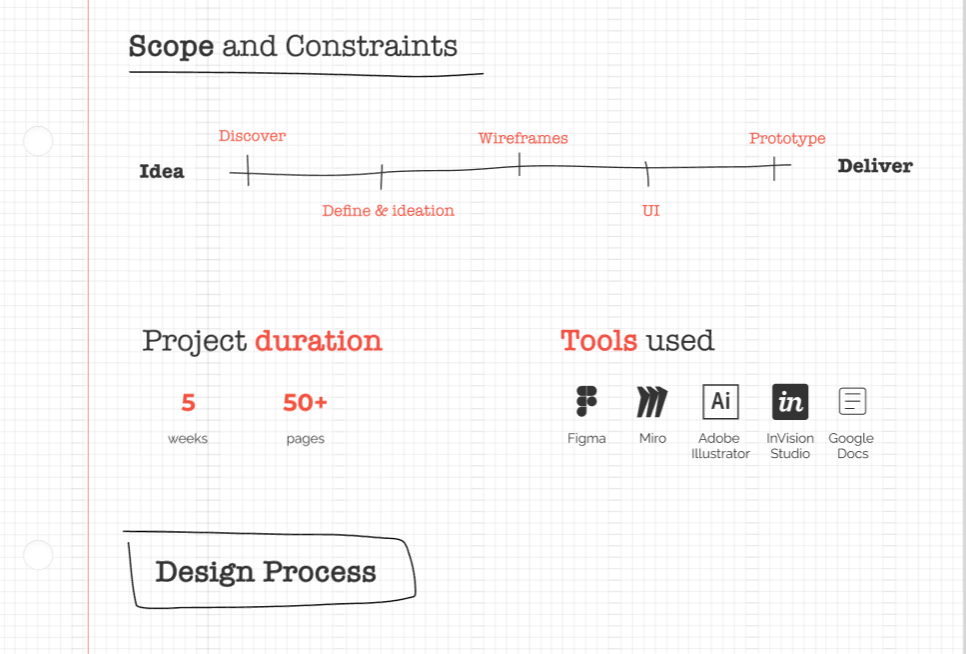 Scope and Constraints
Discover
Wireframes
Prototype
Idea
Deliver
Define & ideation
UI
Project duration
Tools used
5
50+
weeks
pages
Ai
in
Figma
Miro
Adobe
Illustrator
InVision
Studio
Google
Docs
Design Process